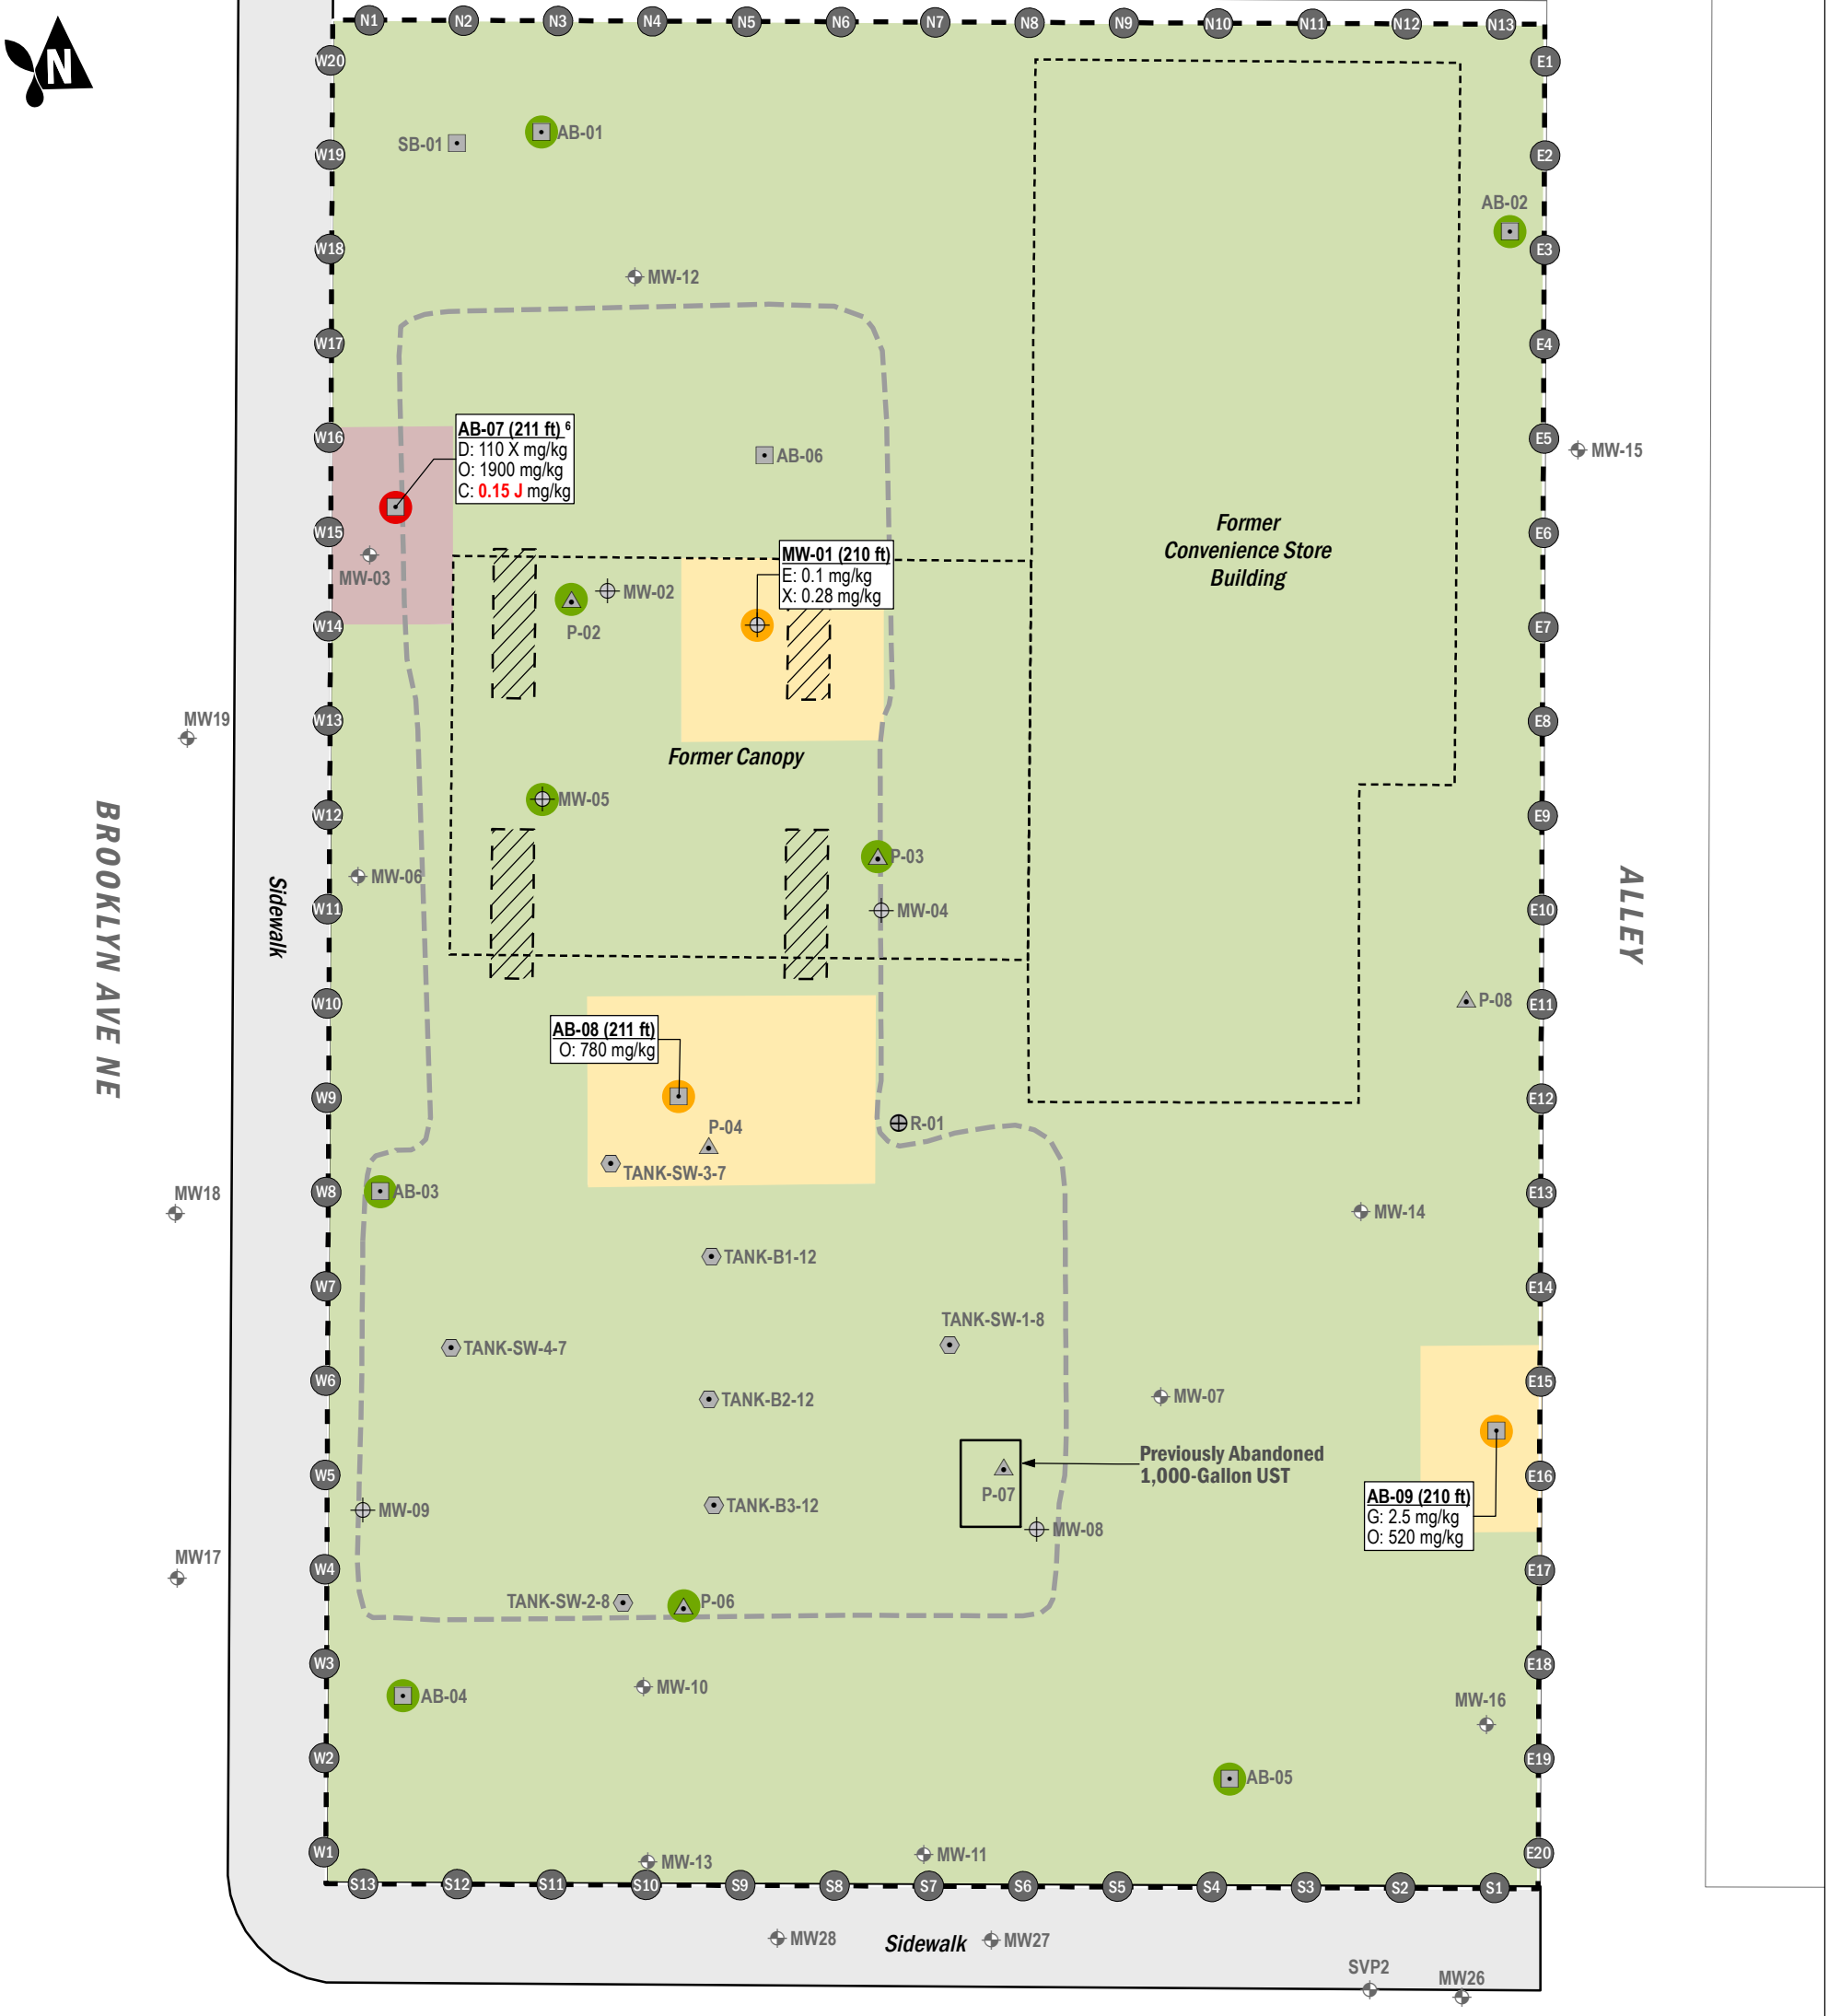 N
N1 N2 N3 N4 N5 N6 N7 N8 N9 N10 N11 N12 N13
W20
E1
SB-01
AB-01
W19
E2
AB-02
W18
E3
MW-12
W17
E4
W16
E5
AB-07 (211 ft) 6
D: 110 X mg/kg
O: 1900 mg/kg
C: 0.15 J mg/kg
AB-06
MW-15
W15
E6
Former
Convenience Store
Building
MW-03
MW-01 (210 ft)
E: 0.1 mg/kg
X: 0.28 mg/kg
MW-02
P-02
W14
E7
MW19
W13
E8
Former Canopy
MW-05
W12
E9
P-03
MW-06
W11
MW-04
E10
BROOKLYN AVE NE
Sidewalk
ALLEY
W10
P-08
E11
AB-08 (211 ft)
O: 780 mg/kg
W9
E12
R-01
P-04
TANK-SW-3-7
MW18
W8
AB-03
E13
MW-14
TANK-B1-12
W7
E14
TANK-SW-1-8
TANK-SW-4-7
W6
E15
TANK-B2-12
MW-07
Previously Abandoned
1,000-Gallon UST
W5
E16
P-07
AB-09 (210 ft)
G: 2.5 mg/kg
O: 520 mg/kg
MW-09
TANK-B3-12
MW-08
MW17
W4
E17
TANK-SW-2-8
P-06
W3
E18
AB-04
MW-10
MW-16
W2
E19
AB-05
W1
E20
MW-13
MW-11
S13 S12 S11 S10 S9 S8 S7 S6 S5 S4 S3 S2 S1
MW28
Sidewalk
MW27
SVP2
MW26